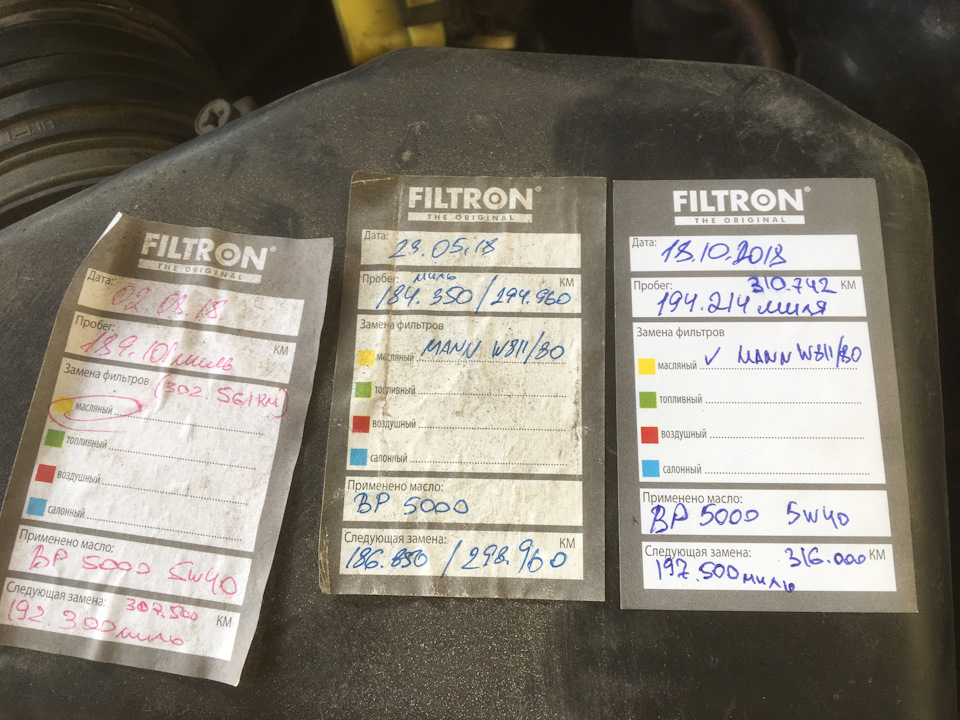 FILTRON®
THE ORIGINAL
Дата:
02.08.18
Пробег:
189.101 миль КМ
Замена фильтров
(302.561 КМ)
масляный
топливный
воздушный
салонный
Применено масло:
BP 5000 5W40
Следующая замена: 307.500 КМ
192.300 миль
FILTRON®
THE ORIGINAL
Дата:
29.05.18
Пробег: миль КМ
184.350 / 294.960
Замена фильтров
масляный MANN W811/80
топливный
воздушный
салонный
Применено масло:
BP 5000
Следующая замена: КМ
186.850 / 298.960
FILTRON®
THE ORIGINAL
Дата:
18.10.2018
Пробег: 310.742 КМ
194.214 миля
Замена фильтров
масляный ✓ MANN W811/80
топливный
воздушный
салонный
Применено масло:
BP 5000 5W40
Следующая замена: 316.000 КМ
197.500 миль